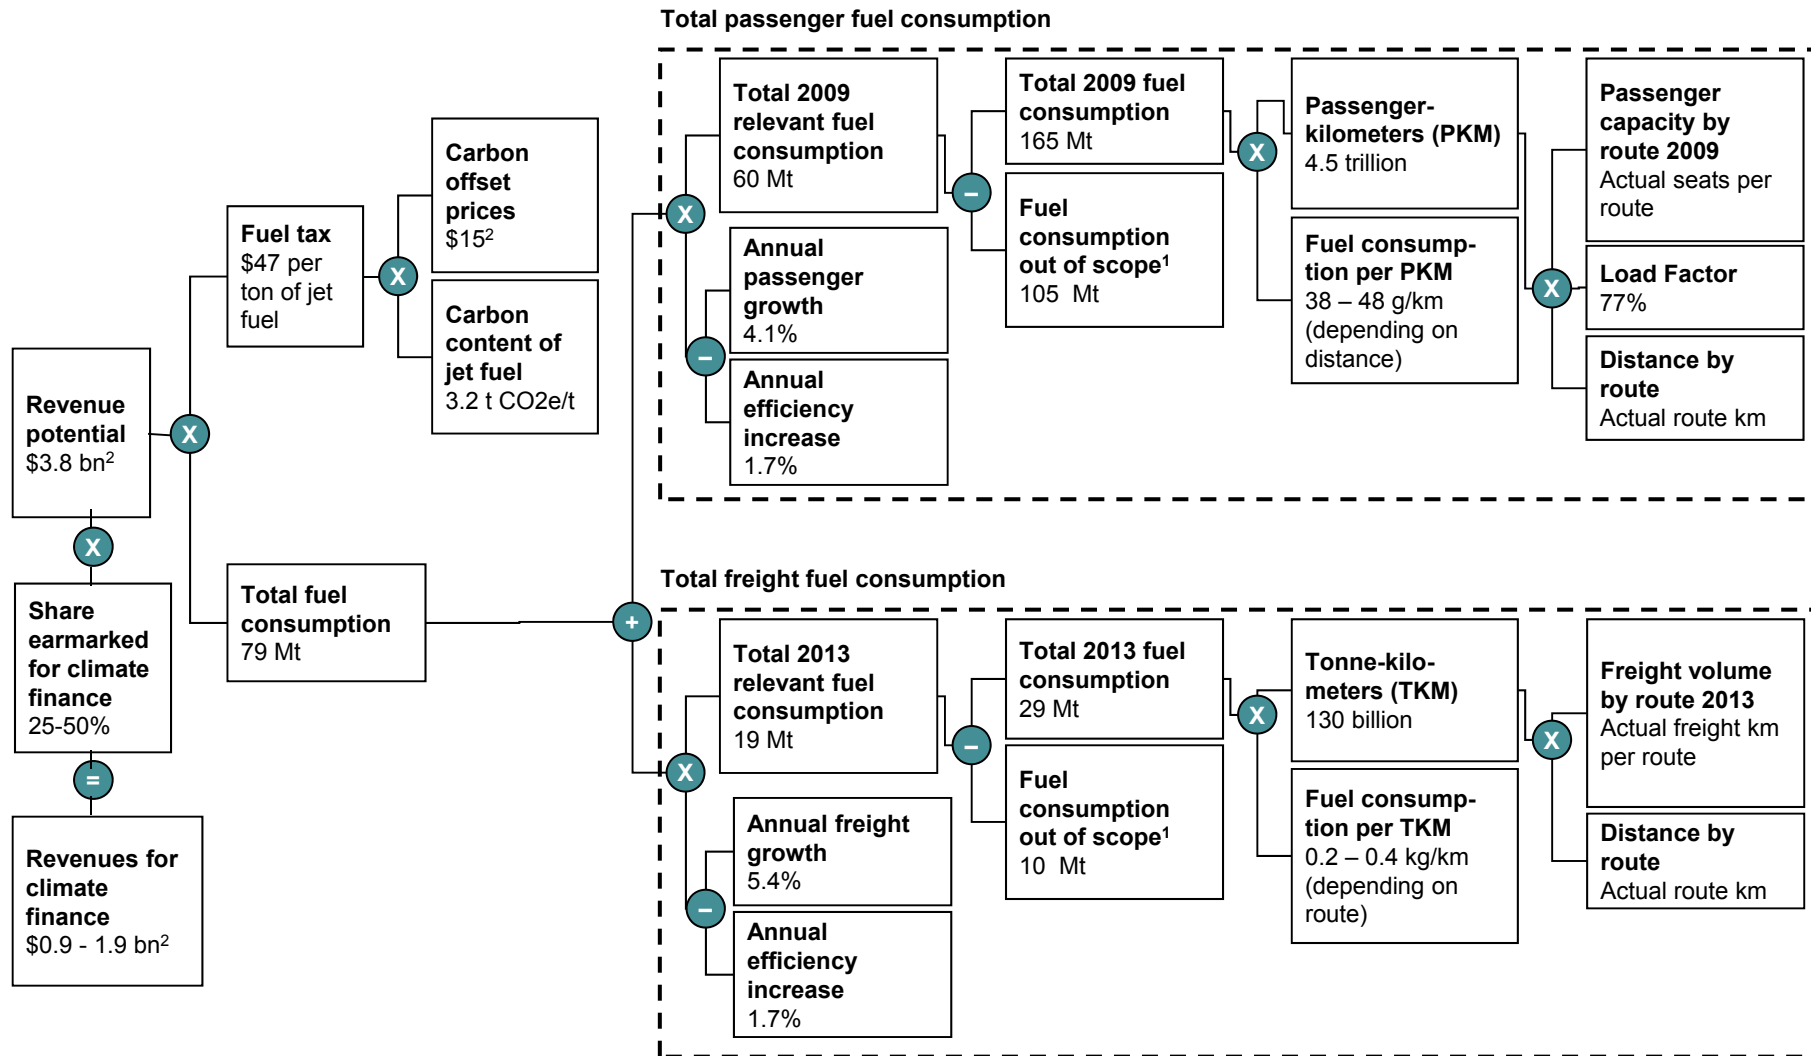 Total passenger fuel consumption
Total 2009
relevant fuel
consumption
60 Mt
Total 2009 fuel
consumption
165 Mt
Passenger-
kilometers (PKM)
4.5 trillion
Passenger
capacity by
route 2009
Actual seats per
route
Carbon
offset
prices
$15²
X
Fuel
consumption
out of scope¹
105 Mt
–
X
Fuel tax
$47 per
ton of jet
fuel
X
Annual
passenger
growth
4.1%
Fuel consump-
tion per PKM
38 – 48 g/km
(depending on
distance)
X
Load Factor
77%
Carbon
content of
jet fuel
3.2 t CO2e/t
–
Annual
efficiency
increase
1.7%
Distance by
route
Actual route km
Revenue
potential
$3.8 bn²
X
X
Share
earmarked
for climate
finance
25-50%
Total fuel
consumption
79 Mt
+
=
Revenues for
climate
finance
$0.9 - 1.9 bn²
Total freight fuel consumption
Total 2013
relevant fuel
consumption
19 Mt
Total 2013 fuel
consumption
29 Mt
Tonne-kilo-
meters (TKM)
130 billion
Freight volume
by route 2013
Actual freight km
per route
X
–
X
X
Fuel
consumption
out of scope¹
10 Mt
Fuel consump-
tion per TKM
0.2 – 0.4 kg/km
(depending on
route)
Distance by
route
Actual route km
Annual freight
growth
5.4%
–
Annual
efficiency
increase
1.7%